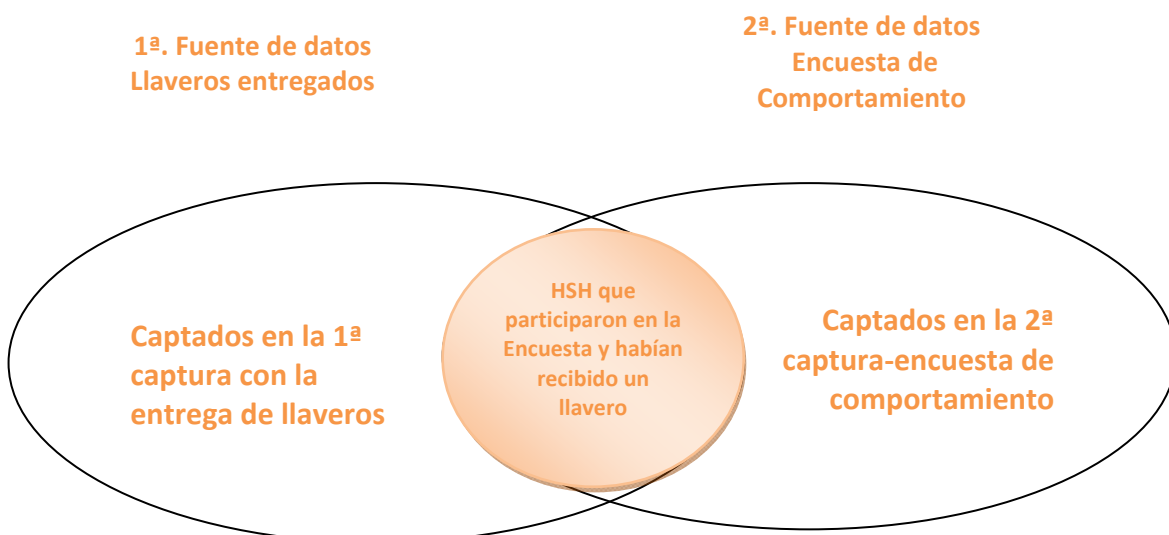 1ª. Fuente de datos
Llaveros entregados
2ª. Fuente de datos
Encuesta de
Comportamiento
Captados en la 1ª
captura con la
entrega de llaveros
HSH que
participaron en la
Encuesta y habían
recibido un
llavero
Captados en la 2ª
captura-encuesta de
comportamiento